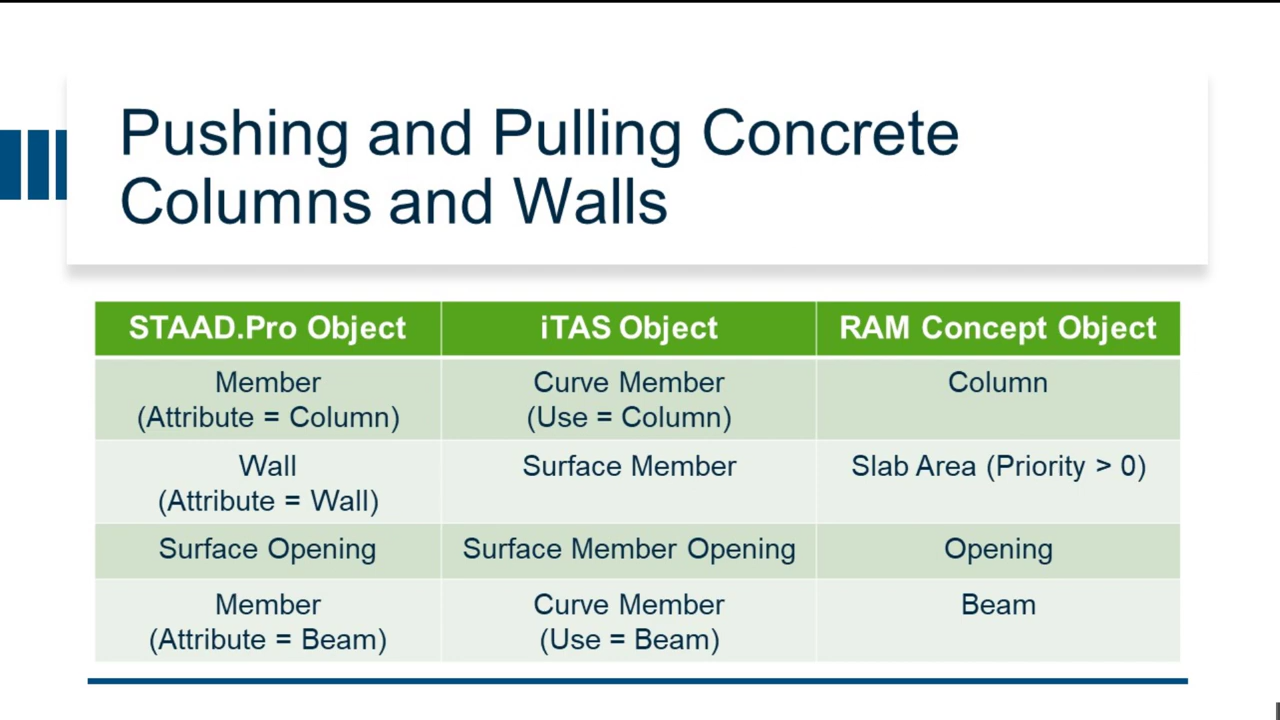 Pushing and Pulling Concrete
Columns and Walls
STAAD.Pro Object
iTAS Object
RAM Concept Object
Member
(Attribute = Column)
Curve Member
(Use = Column)
Column
Wall
(Attribute = Wall)
Surface Member
Slab Area (Priority > 0)
Surface Opening
Surface Member Opening
Opening
Member
(Attribute = Beam)
Curve Member
(Use = Beam)
Beam